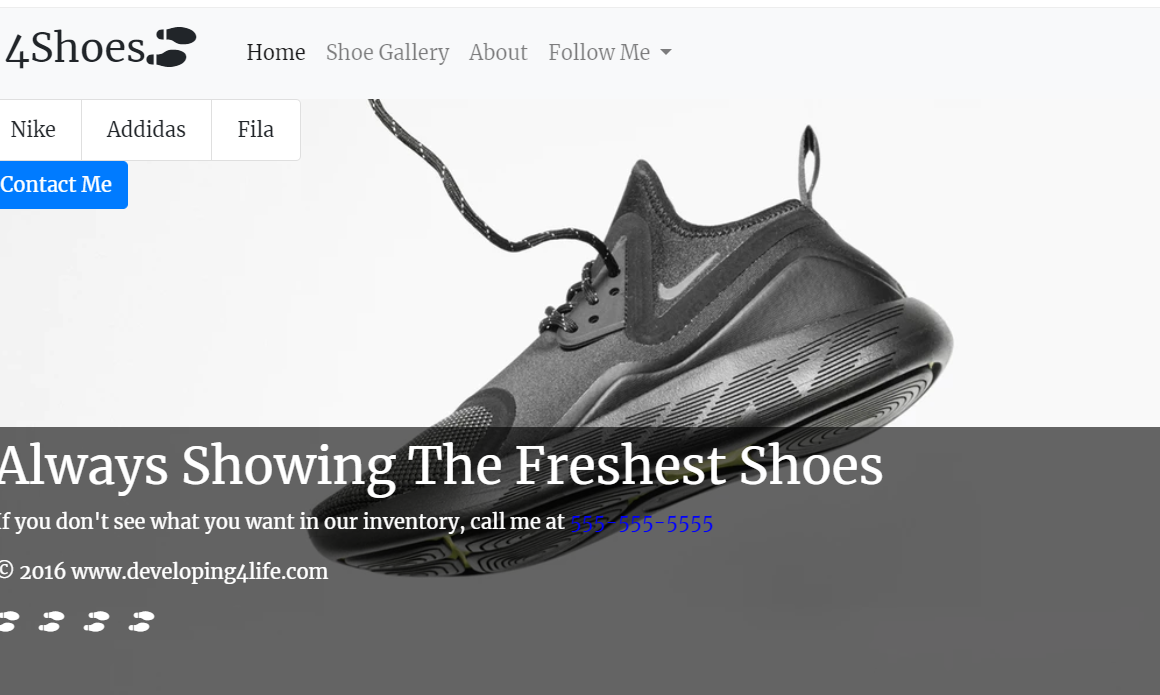 4Shoes
Home Shoe Gallery About Follow Me
Nike Addidas Fila
Contact Me
Always Showing The Freshest Shoes
If you don't see what you want in our inventory, call me at 555-555-5555
© 2016 www.developing4life.com